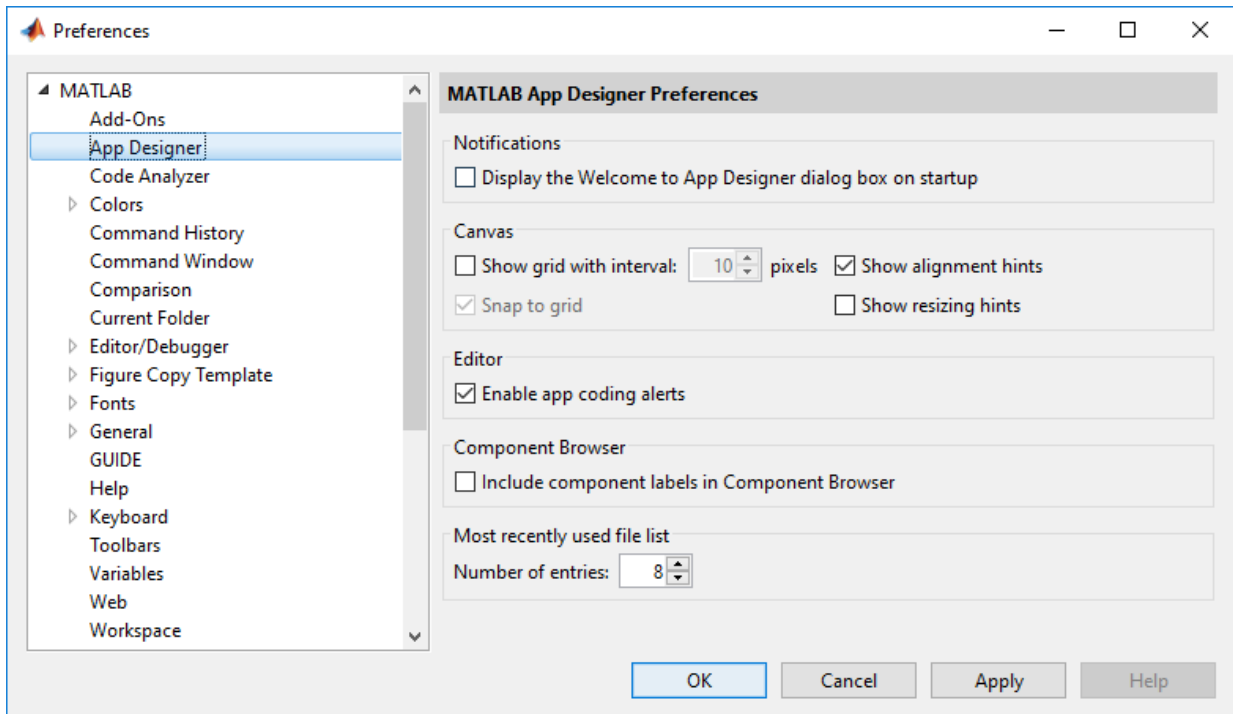 Preferences
MATLAB
Add-Ons
App Designer
Code Analyzer
Colors
Command History
Command Window
Comparison
Current Folder
Editor/Debugger
Figure Copy Template
Fonts
General
GUIDE
Help
Keyboard
Toolbars
Variables
Web
Workspace
MATLAB App Designer Preferences
Notifications
Display the Welcome to App Designer dialog box on startup
Canvas
Show grid with interval: 10 pixels Show alignment hints
Snap to grid Show resizing hints
Editor
Enable app coding alerts
Component Browser
Include component labels in Component Browser
Most recently used file list
Number of entries: 8
OK Cancel Apply Help